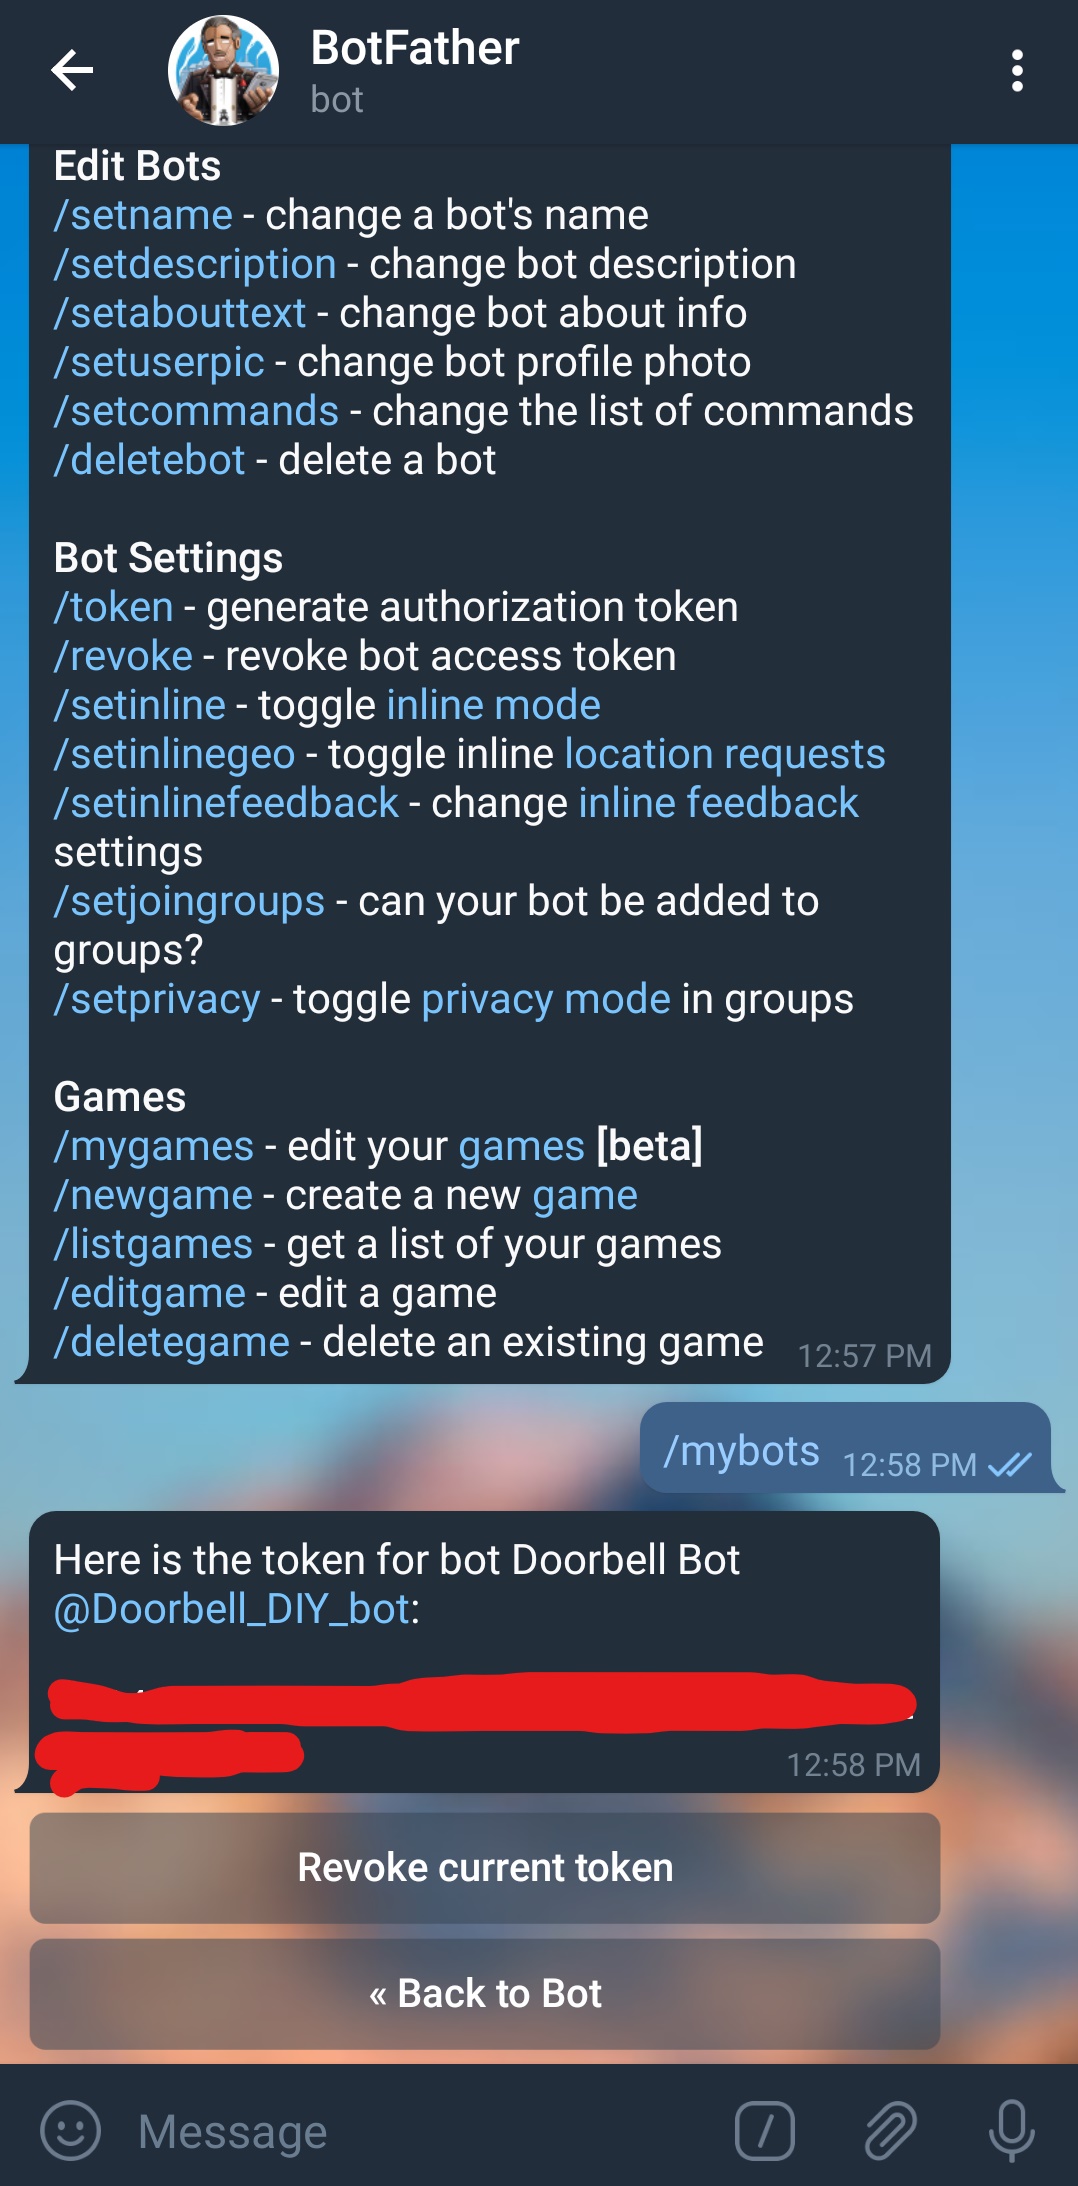 BotFather
bot
Edit Bots
/setname - change a bot's name
/setdescription - change bot description
/setabouttext - change bot about info
/setuserpic - change bot profile photo
/setcommands - change the list of commands
/deletebot - delete a bot
Bot Settings
/token - generate authorization token
/revoke - revoke bot access token
/setinline - toggle inline mode
/setinlinegeo - toggle inline location requests
/setinlinefeedback - change inline feedback
settings
/setjoingroups - can your bot be added to
groups?
/setprivacy - toggle privacy mode in groups
Games
/mygames - edit your games [beta]
/newgame - create a new game
/listgames - get a list of your games
/editgame - edit a game
/deletegame - delete an existing game 12:57 PM
/mybots 12:58 PM
Here is the token for bot Doorbell Bot
@Doorbell_DIY_bot:
12:58 PM
Revoke current token
« Back to Bot
Message